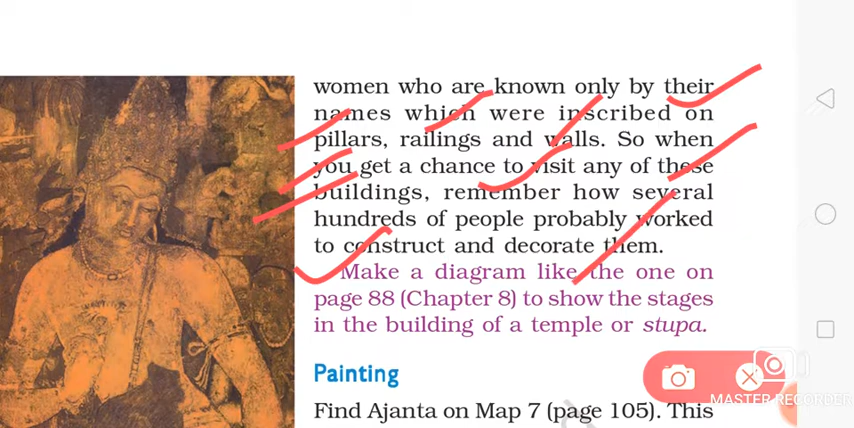 women who are known only by their
names which were inscribed on
pillars, railings and walls. So when
you get a chance to visit any of these
buildings, remember how several
hundreds of people probably worked
to construct and decorate them.
Make a diagram like the one on
page 88 (Chapter 8) to show the stages
in the building of a temple or stupa.
Painting
Find Ajanta on Map 7 (page 105). This
MASTER RECORDER